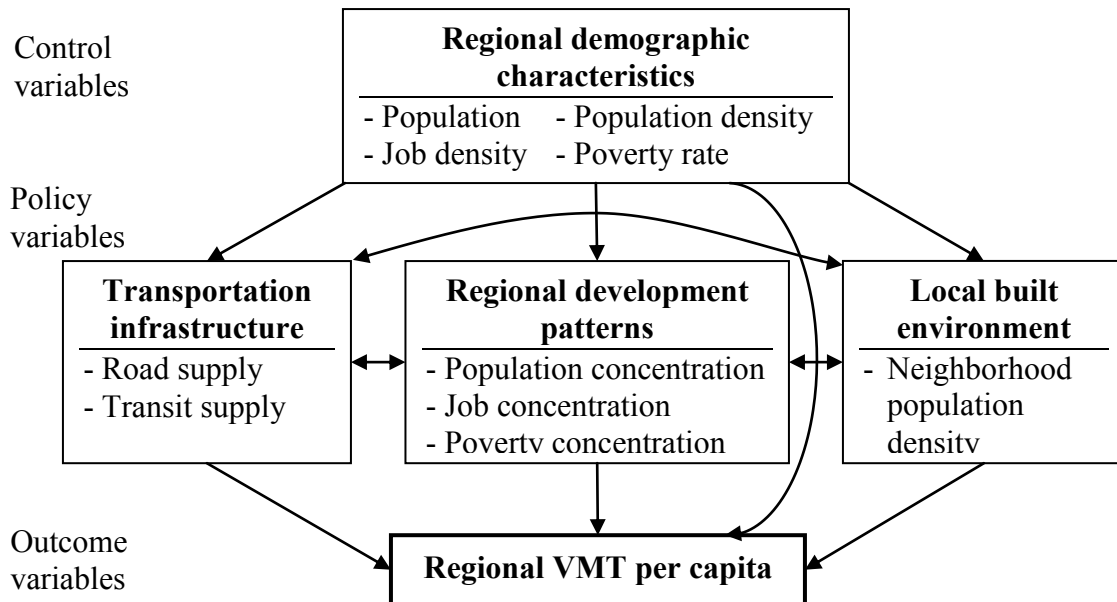 Control
variables
Regional demographic
characteristics
- Population - Population density
- Job density - Poverty rate
Policy
variables
Transportation
infrastructure
- Road supply
- Transit supply
Regional development
patterns
- Population concentration
- Job concentration
- Poverty concentration
Local built
environment
- Neighborhood
population
density
Outcome
variables
Regional VMT per capita